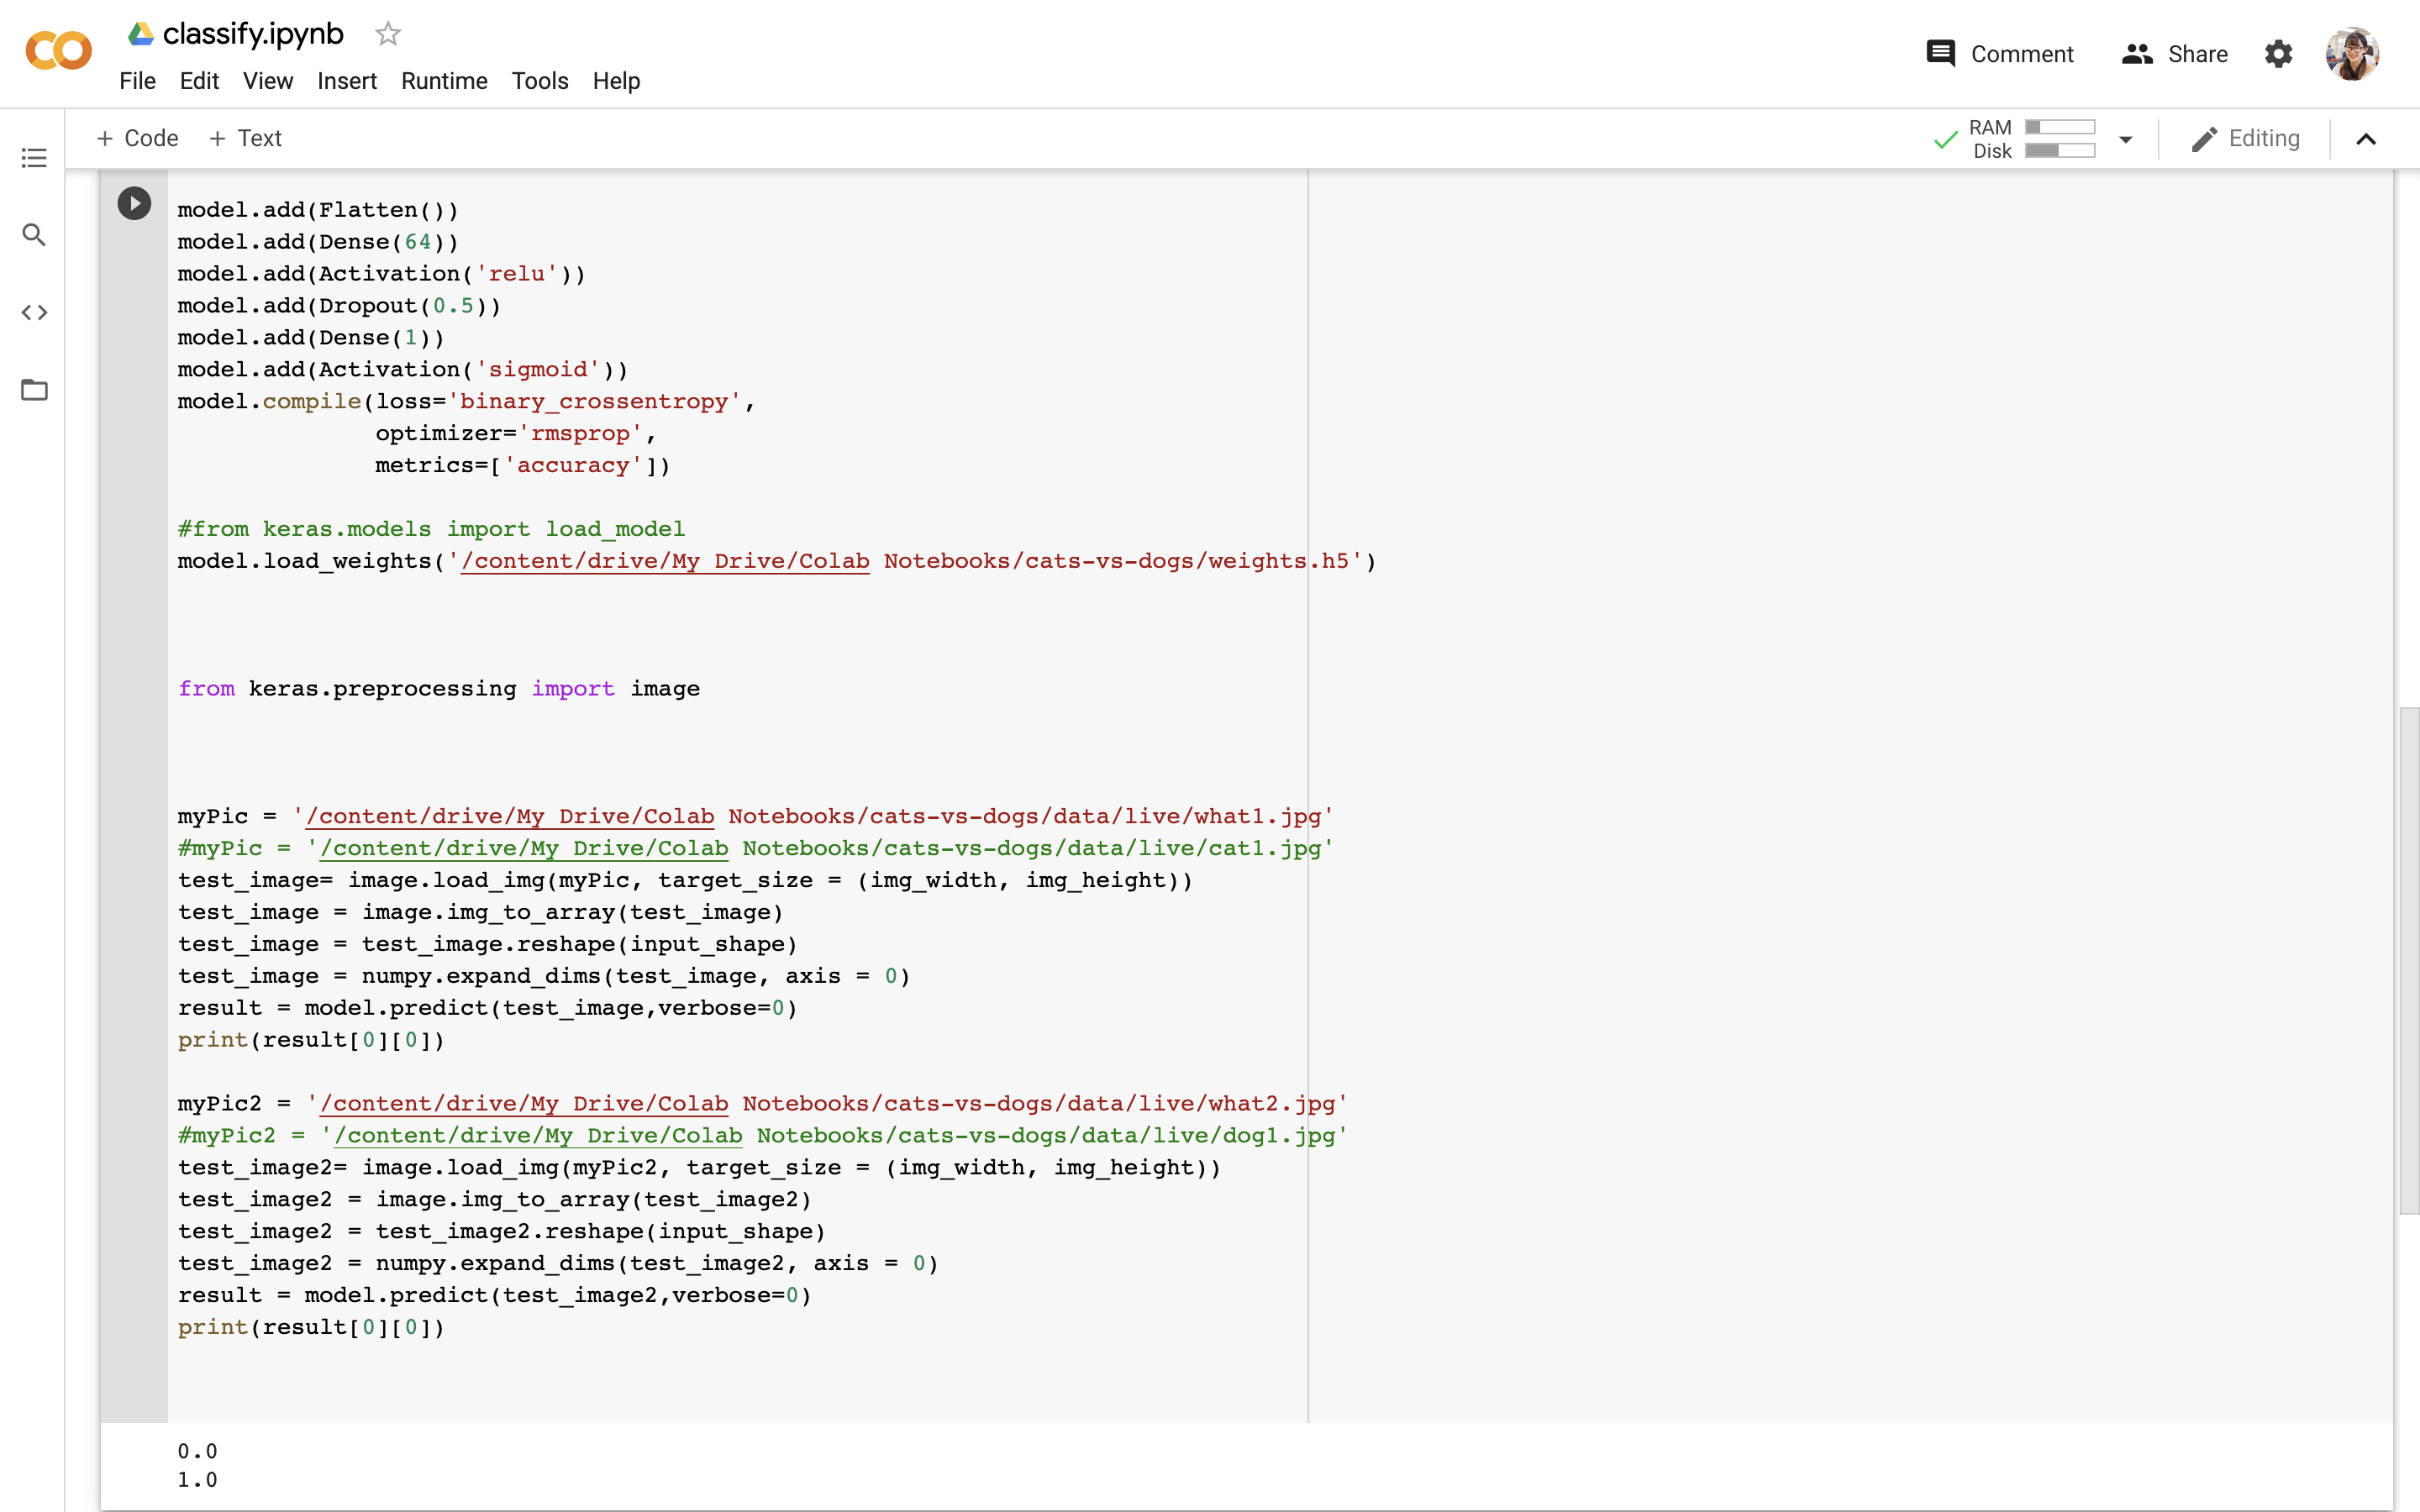 classify.ipynb
File Edit View Insert Runtime Tools Help
Comment
Share
+ Code + Text
RAM
Disk
Editing
model.add(Flatten())
model.add(Dense(64))
model.add(Activation('relu'))
model.add(Dropout(0.5))
model.add(Dense(1))
model.add(Activation('sigmoid'))
model.compile(loss='binary_crossentropy',
              optimizer='rmsprop',
              metrics=['accuracy'])
#from keras.models import load_model
model.load_weights('/content/drive/My Drive/Colab Notebooks/cats-vs-dogs/weights.h5')
from keras.preprocessing import image
myPic = '/content/drive/My Drive/Colab Notebooks/cats-vs-dogs/data/live/what1.jpg'
#myPic = '/content/drive/My Drive/Colab Notebooks/cats-vs-dogs/data/live/cat1.jpg'
test_image= image.load_img(myPic, target_size = (img_width, img_height))
test_image = image.img_to_array(test_image)
test_image = test_image.reshape(input_shape)
test_image = numpy.expand_dims(test_image, axis = 0)
result = model.predict(test_image,verbose=0)
print(result[0][0])
myPic2 = '/content/drive/My Drive/Colab Notebooks/cats-vs-dogs/data/live/what2.jpg'
#myPic2 = '/content/drive/My Drive/Colab Notebooks/cats-vs-dogs/data/live/dog1.jpg'
test_image2= image.load_img(myPic2, target_size = (img_width, img_height))
test_image2 = image.img_to_array(test_image2)
test_image2 = test_image2.reshape(input_shape)
test_image2 = numpy.expand_dims(test_image2, axis = 0)
result = model.predict(test_image2,verbose=0)
print(result[0][0])
0.0
1.0